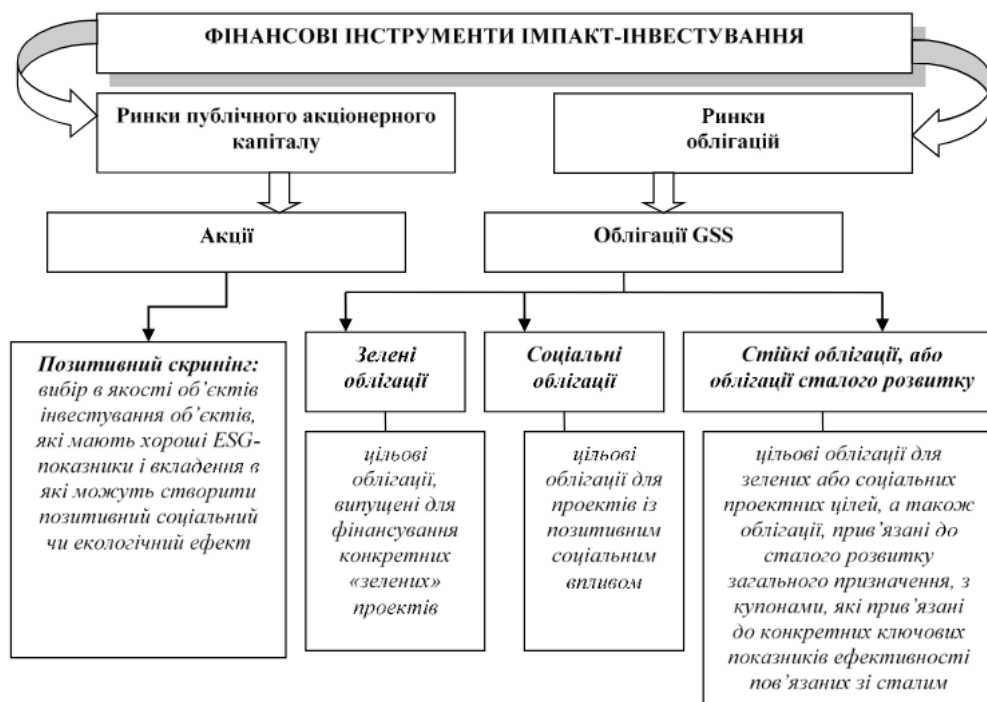 ФІНАНСОВІ ІНСТРУМЕНТИ ІМПАКТ-ІНВЕСТУВАННЯ
Ринки публічного акціонерного
капіталу
Ринки
облігацій
Акції
Облігації GSS
Позитивний скринінг:
вибір в якості об’єктів
інвестування об’єктів,
які мають хороші ESG-
показники і вкладення в
які можуть створити
позитивний соціальний
чи екологічний ефект
Зелені
облігації
цільові
облігації,
випущені для
фінансування
конкретних
«зелених»
проектів
Соціальні
облігації
цільові
облігації для
проектів із
позитивним
соціальним
впливом
Стійкі облігації, або
облігації сталого розвитку
цільові облігації для
зелених або соціальних
проектних цілей, а також
облігації, прив’язані до
сталого розвитку
загального призначення, з
купонами, які прив’язані
до конкретних ключових
показників ефективності
пов’язаних зі сталим